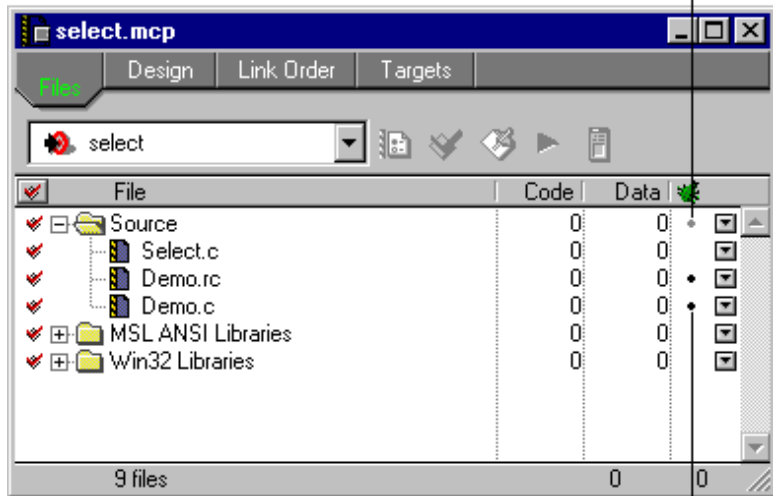 select.mcp
Files Design Link Order Targets
select
File Code Data
Source 0 0
Select.c 0 0
Demo.rc 0 0
Demo.c 0 0
MSL ANSI Libraries 0 0
Win32 Libraries 0 0
9 files 0 0